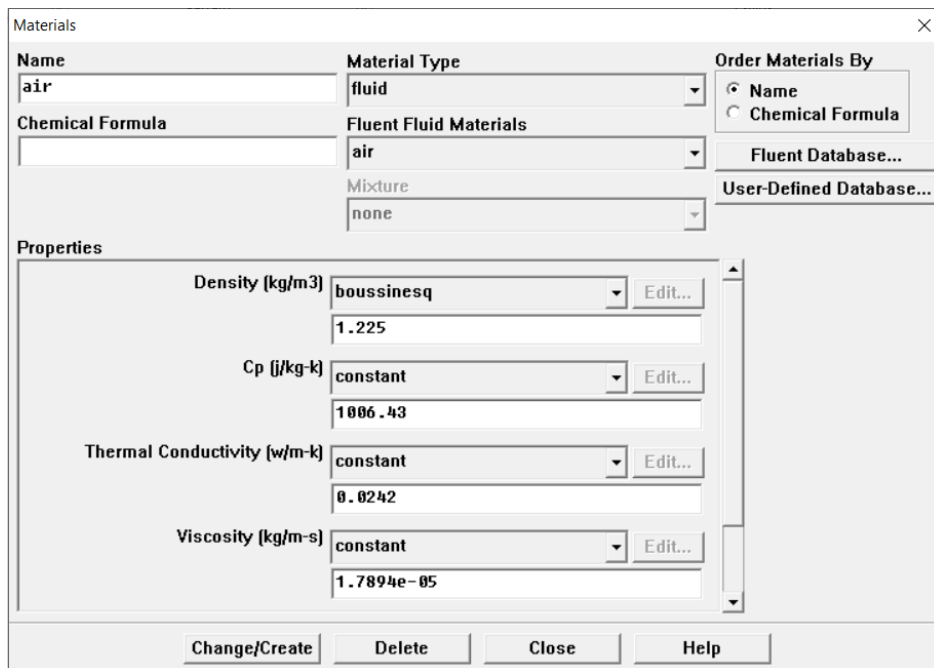 Materials
Name
air
Chemical Formula
Material Type
fluid
Fluent Fluid Materials
air
Mixture
none
Order Materials By
Name
Chemical Formula
Fluent Database...
User-Defined Database...
Properties
Density (kg/m3)
boussinesq
Edit...
1.225
Cp (j/kg-k)
constant
Edit...
1006.43
Thermal Conductivity (w/m-k)
constant
Edit...
0.0242
Viscosity (kg/m-s)
constant
Edit...
1.7894e-05
Change/Create
Delete
Close
Help